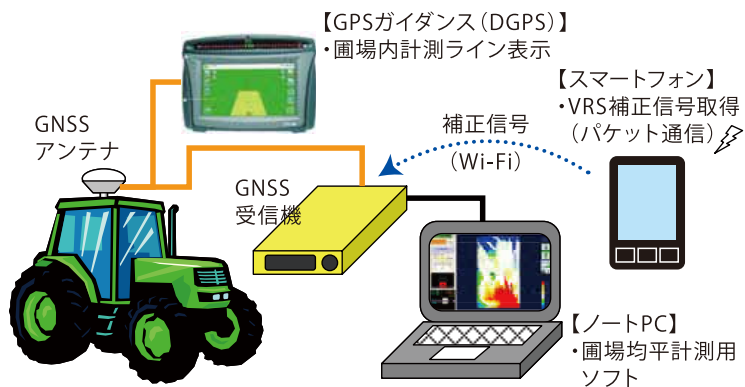 【GPSガイダンス(DGPS)】
・圃場内計測ライン表示
【スマートフォン】
・VRS補正信号取得
(パケット通信)
GNSS
アンテナ
補正信号
(Wi-Fi)
GNSS
受信機
【ノートPC】
・圃場均平計測用
ソフト